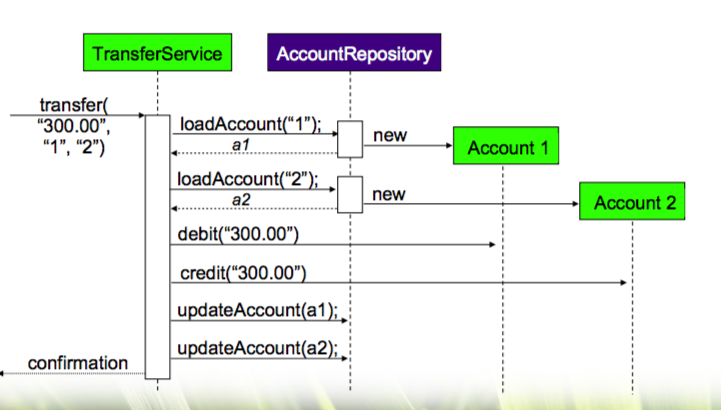 TransferService
AccountRepository
transfer(
“300.00”,
“1”, “2”)
loadAccount(“1”);
a1
new
Account 1
loadAccount(“2”);
a2
new
Account 2
debit(“300.00”)
credit(“300.00”)
updateAccount(a1);
updateAccount(a2);
confirmation